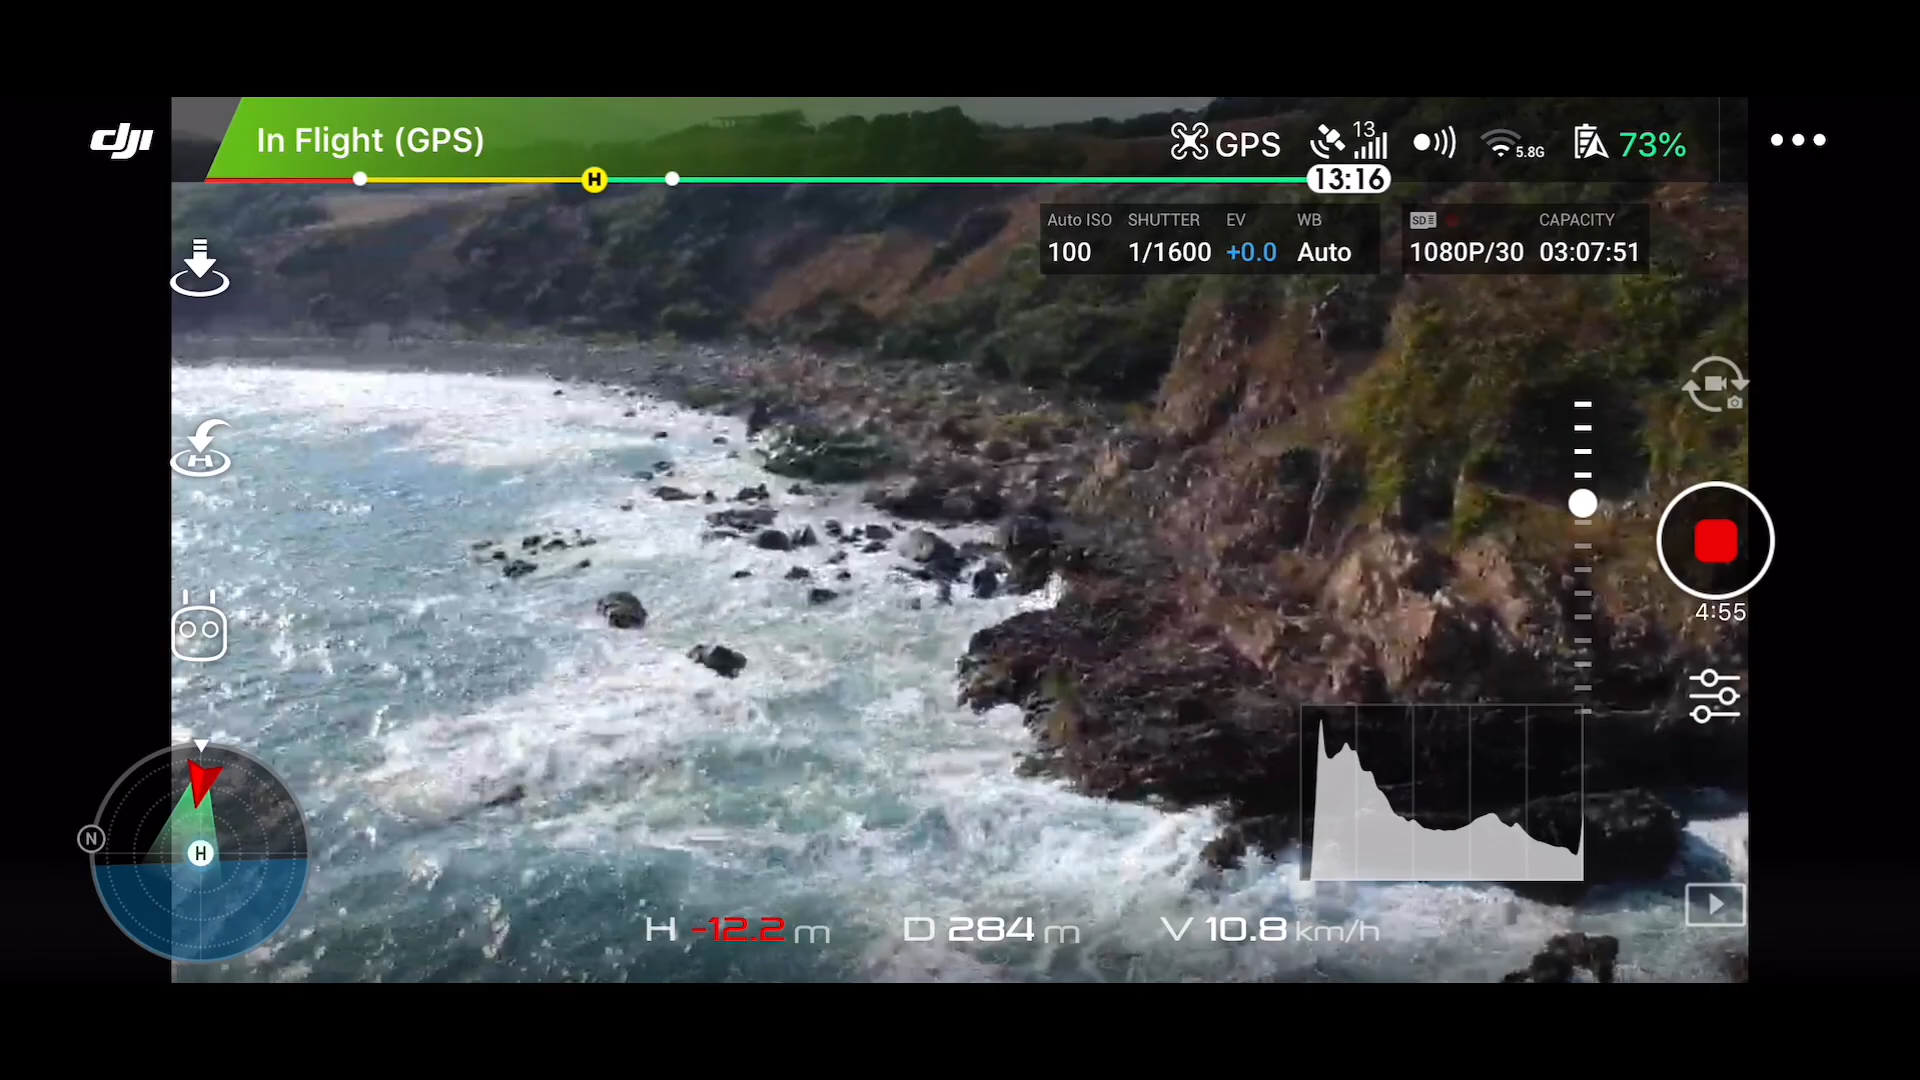 dji
In Flight (GPS)
GPS
13
5.8G
73%
H
13:16
Auto ISO SHUTTER EV WB
100 1/1600 +0.0 Auto
SD CAPACITY
1080P/30 03:07:51
H
4:55
N
H
H -12.2 m D 284 m V 10.8 km/h